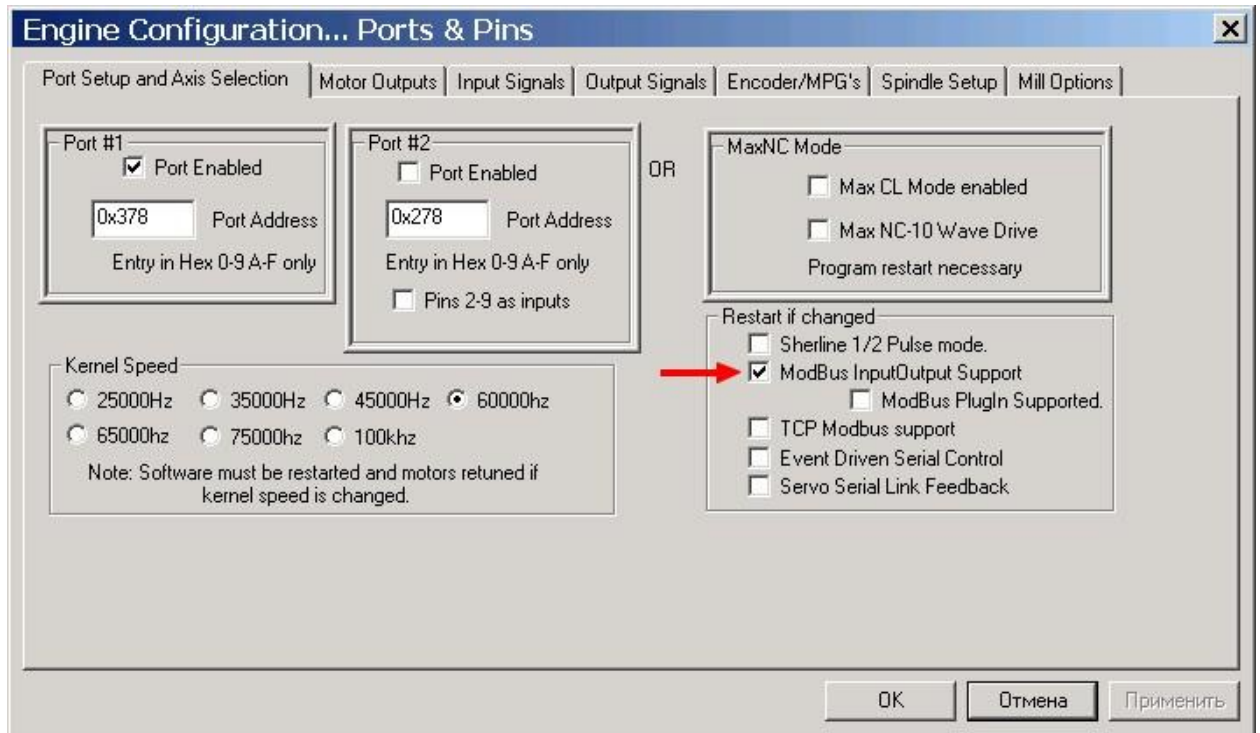 Engine Configuration... Ports & Pins
Port Setup and Axis Selection
Motor Outputs
Input Signals
Output Signals
Encoder/MPG's
Spindle Setup
Mill Options
Port #1
Port Enabled
0x378
Port Address
Entry in Hex 0-9 A-F only
Port #2
Port Enabled
0x278
Port Address
Entry in Hex 0-9 A-F only
Pins 2-9 as inputs
OR
MaxNC Mode
Max CL Mode enabled
Max NC-10 Wave Drive
Program restart necessary
Restart if changed
Sherline 1/2 Pulse mode.
ModBus InputOutput Support
ModBus PlugIn Supported.
TCP Modbus support
Event Driven Serial Control
Servo Serial Link Feedback
Kernel Speed
25000Hz
35000Hz
45000Hz
60000hz
65000hz
75000hz
100khz
Note: Software must be restarted and motors retuned if
kernel speed is changed.
OK
Отмена
Применить